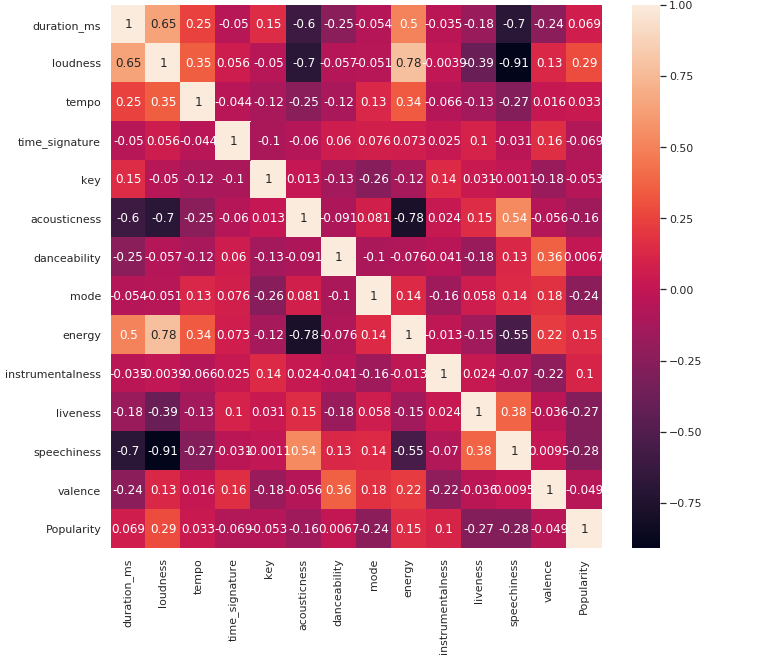 duration_ms 1 0.65 0.25 -0.05 0.15 -0.6 -0.25 -0.054 0.5 -0.035 -0.18 -0.7 -0.24 0.069
loudness 0.65 1 0.35 0.056 -0.05 -0.7 -0.057 -0.051 0.78 -0.0039 -0.39 -0.91 0.13 0.29
tempo 0.25 0.35 1 -0.044 -0.12 -0.25 -0.12 0.13 0.34 -0.066 -0.13 -0.27 0.016 0.033
time_signature -0.05 0.056 -0.044 1 -0.1 -0.06 0.06 0.076 0.073 0.025 0.1 -0.031 0.16 -0.069
key 0.15 -0.05 -0.12 -0.1 1 0.013 -0.13 -0.26 -0.12 0.14 0.031 -0.0011 -0.18 -0.053
acousticness -0.6 -0.7 -0.25 -0.06 0.013 1 -0.091 0.081 -0.78 0.024 0.15 0.54 -0.056 -0.16
danceability -0.25 -0.057 -0.12 0.06 -0.13 -0.091 1 -0.1 -0.076 -0.041 -0.18 0.13 0.36 0.0067
mode -0.054 -0.051 0.13 0.076 -0.26 0.081 -0.1 1 0.14 -0.16 0.058 0.14 0.18 -0.24
energy 0.5 0.78 0.34 0.073 -0.12 -0.78 -0.076 0.14 1 -0.013 -0.15 -0.55 0.22 0.15
instrumentalness -0.035 -0.0039 -0.066 0.025 0.14 0.024 -0.041 -0.16 -0.013 1 0.024 -0.07 -0.22 0.1
liveness -0.18 -0.39 -0.13 0.1 0.031 0.15 -0.18 0.058 -0.15 0.024 1 0.38 -0.036 -0.27
speechiness -0.7 -0.91 -0.27 -0.031 -0.0011 0.54 0.13 0.14 -0.55 -0.07 0.38 1 0.0095 -0.28
valence -0.24 0.13 0.016 0.16 -0.18 -0.056 0.36 0.18 0.22 -0.22 -0.036 0.0095 1 -0.049
Popularity 0.069 0.29 0.033 -0.069 -0.053 -0.16 0.0067 -0.24 0.15 0.1 -0.27 -0.28 -0.049 1
duration_ms loudness tempo time_signature key acousticness danceability mode energy instrumentalness liveness speechiness valence Popularity
1.00
0.75
0.50
0.25
0.00
−0.25
−0.50
−0.75